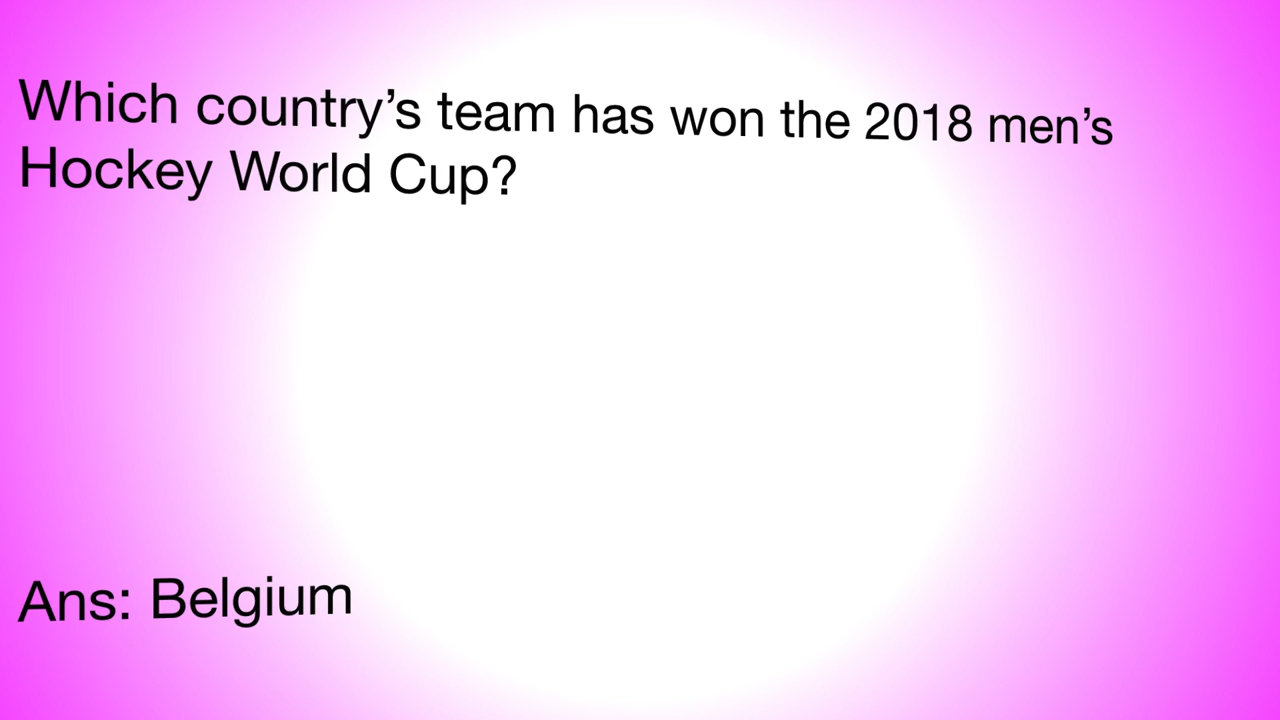 Which country’s team has won the 2018 men’s
Hockey World Cup?
Ans: Belgium